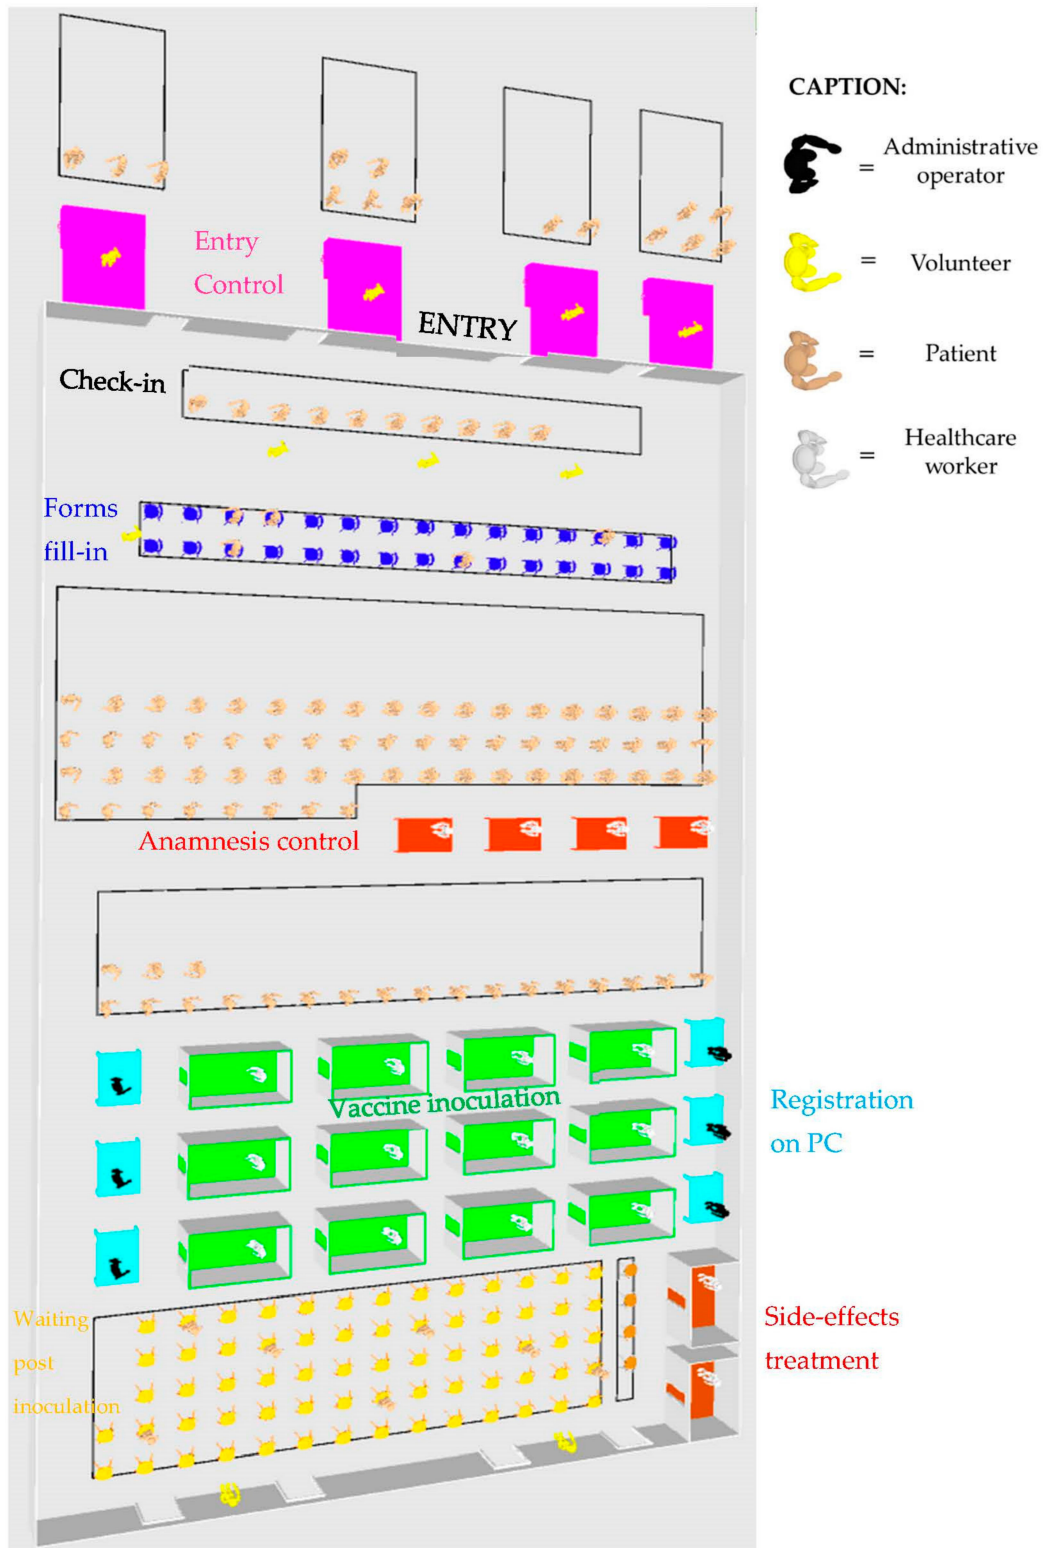 CAPTION:
Administrative
operator
=
Volunteer
=
Patient
=
Healthcare
worker
=
Entry
Control
ENTRY
Check-in
Forms
fill-in
Anamnesis control
Vaccine inoculation
Registration
on PC
Waiting
post
inoculation
Side-effects
treatment